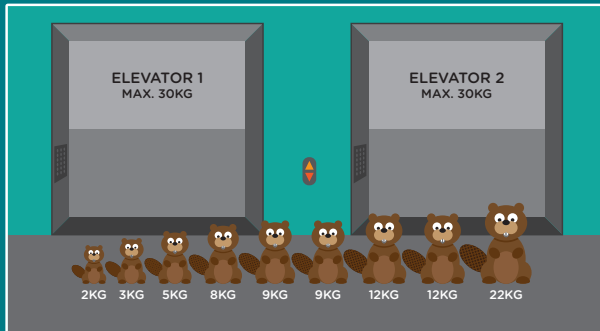 ELEVATOR 1
MAX. 30KG
ELEVATOR 2
MAX. 30KG
2KG 3KG 5KG 8KG 9KG 9KG 12KG 12KG 22KG